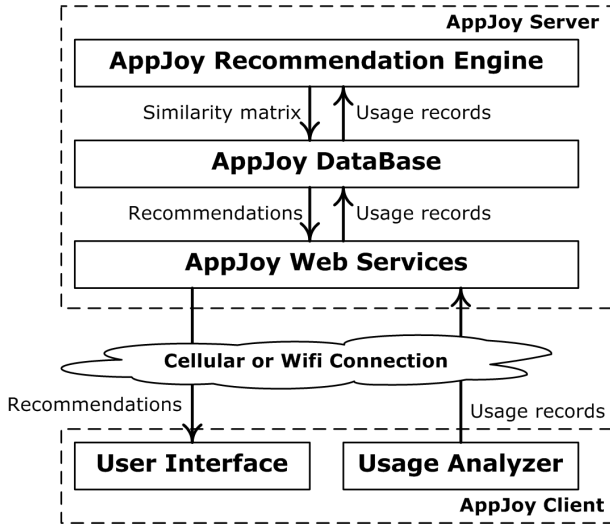 AppJoy Server
AppJoy Recommendation Engine
Similarity matrix Usage records
AppJoy DataBase
Recommendations Usage records
AppJoy Web Services
Cellular or Wifi Connection
Recommendations Usage records
User Interface Usage Analyzer
AppJoy Client